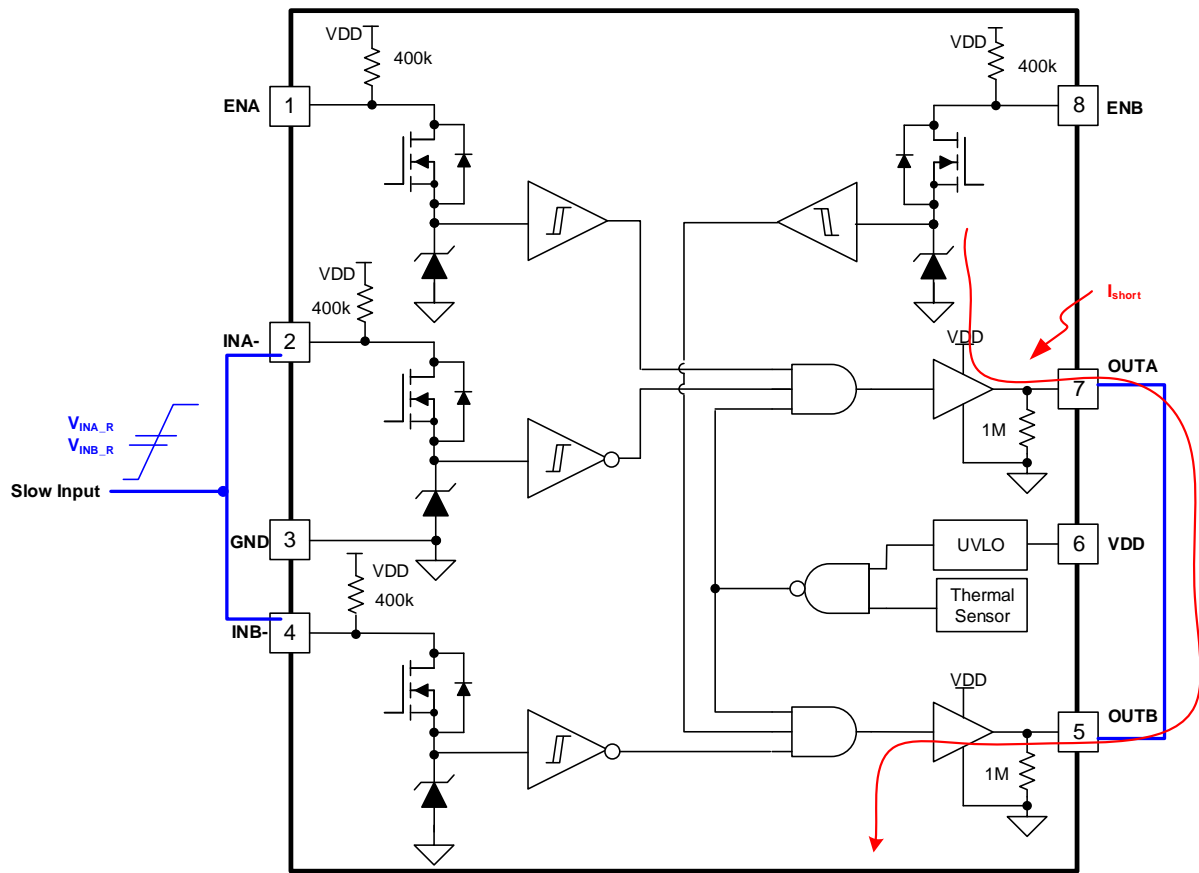 VDD
400k
ENA
1
VDD
400k
8
ENB
VDD
400k
INA-
2
I short
VDD
OUTA
7
V INA_R
V INB_R
1M
Slow Input
GND
3
UVLO
6
VDD
VDD
400k
Thermal
Sensor
INB-
4
VDD
OUTB
5
1M